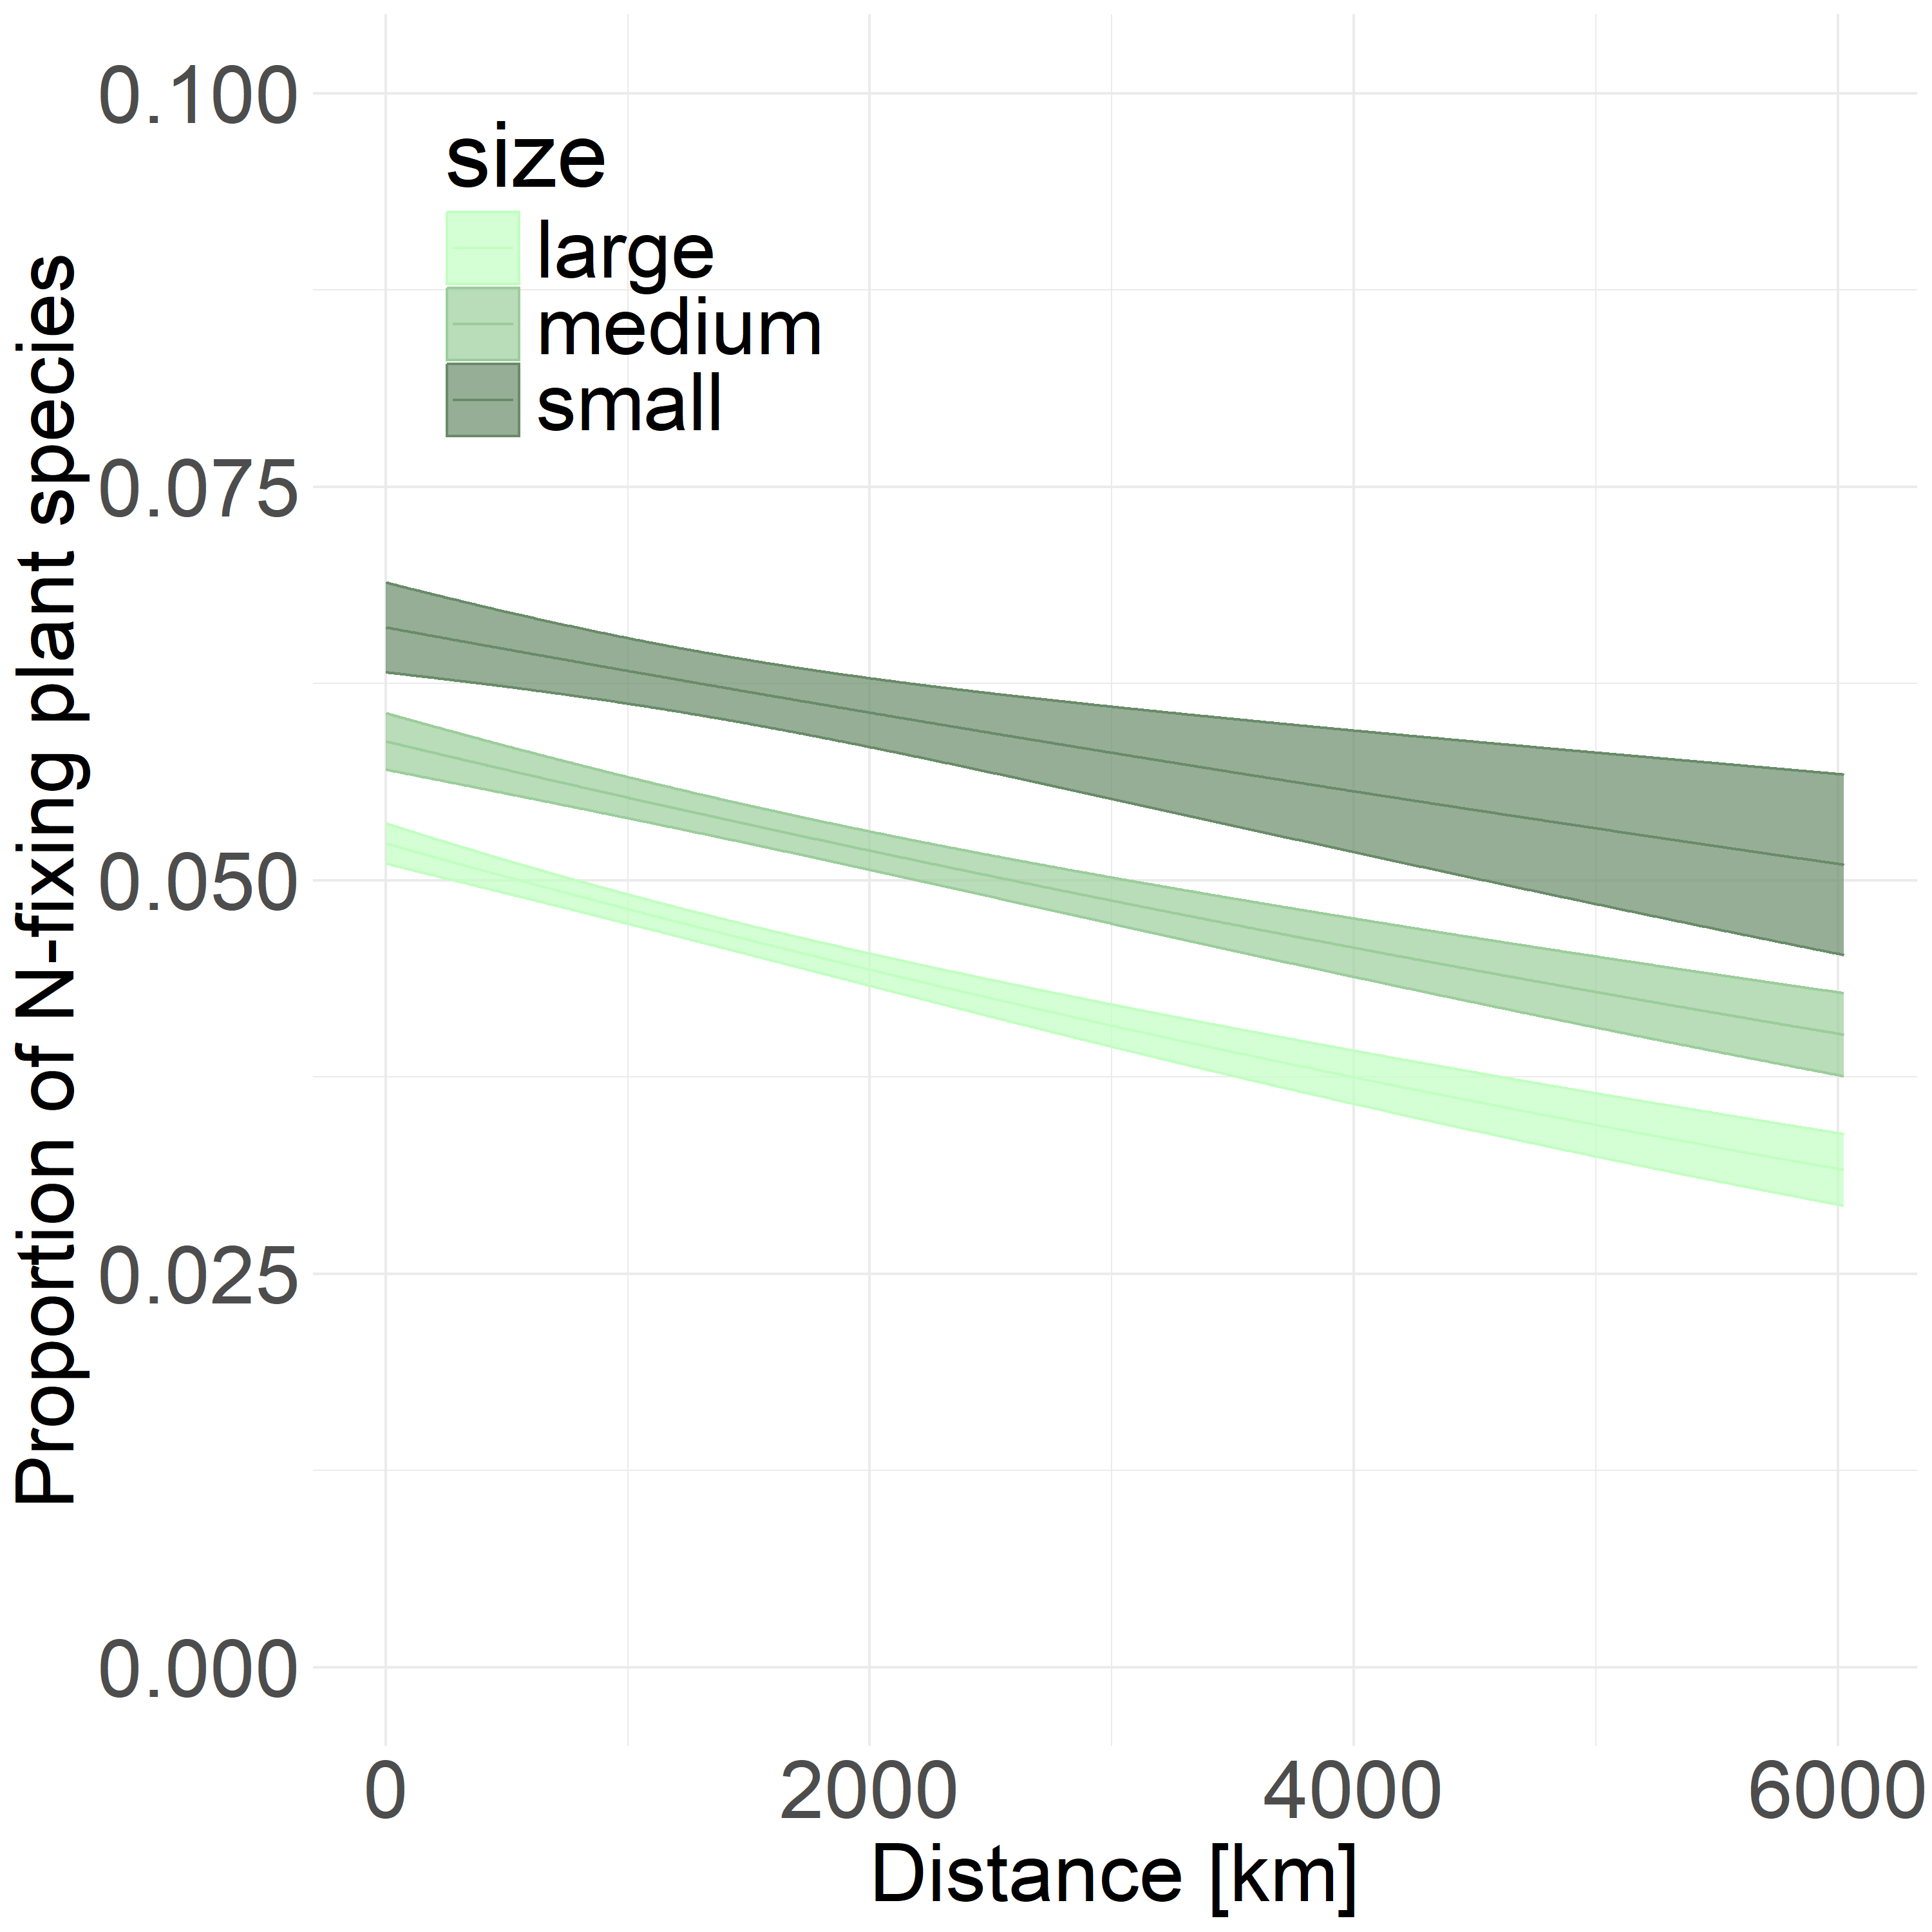 Proportion of N-fixing plant species
0.100
0.075
0.050
0.025
0.000
size
large
medium
small
0 2000 4000 6000
Distance [km]